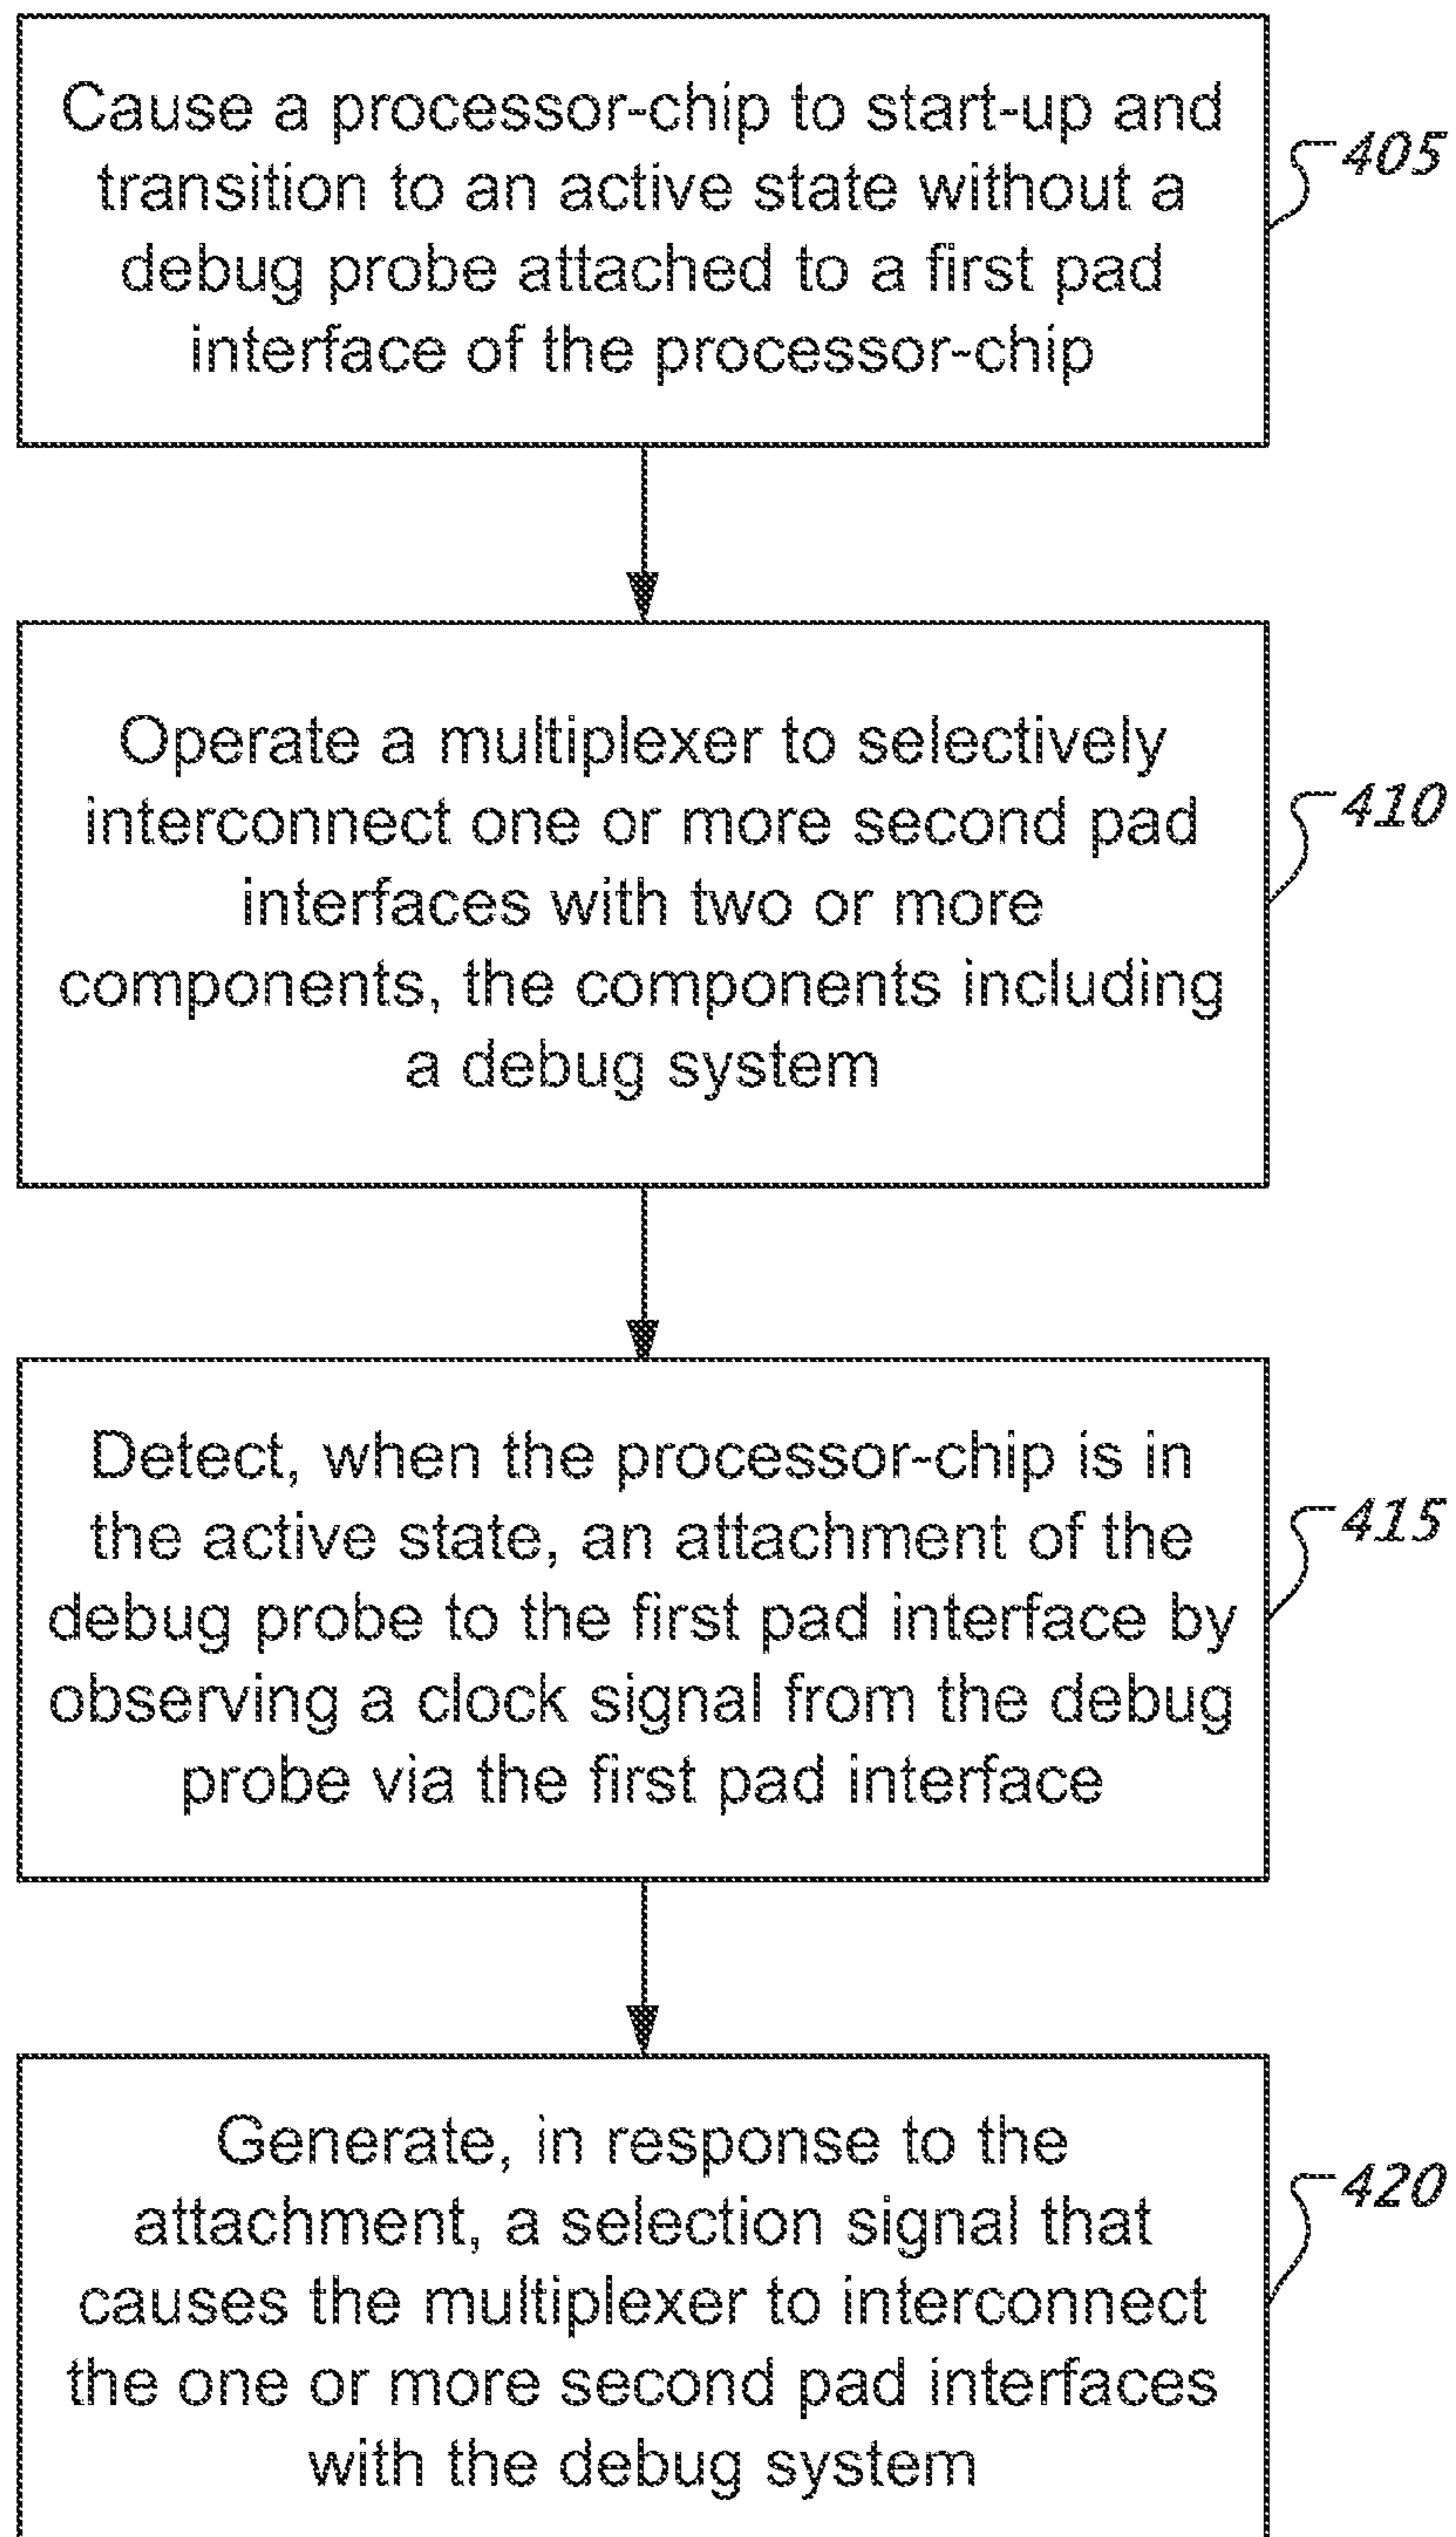 Cause a processor-chip to start-up and
transition to an active state without a
debug probe attached to a first pad
interface of the processor-chip
405
Operate a multiplexer to selectively
interconnect one or more second pad
interfaces with two or more
components, the components including
a debug system
410
Detect, when the processor-chip is in
the active state, an attachment of the
debug probe to the first pad interface by
observing a clock signal from the debug
probe via the first pad interface
415
Generate, in response to the
attachment, a selection signal that
causes the multiplexer to interconnect
the one or more second pad interfaces
with the debug system
420